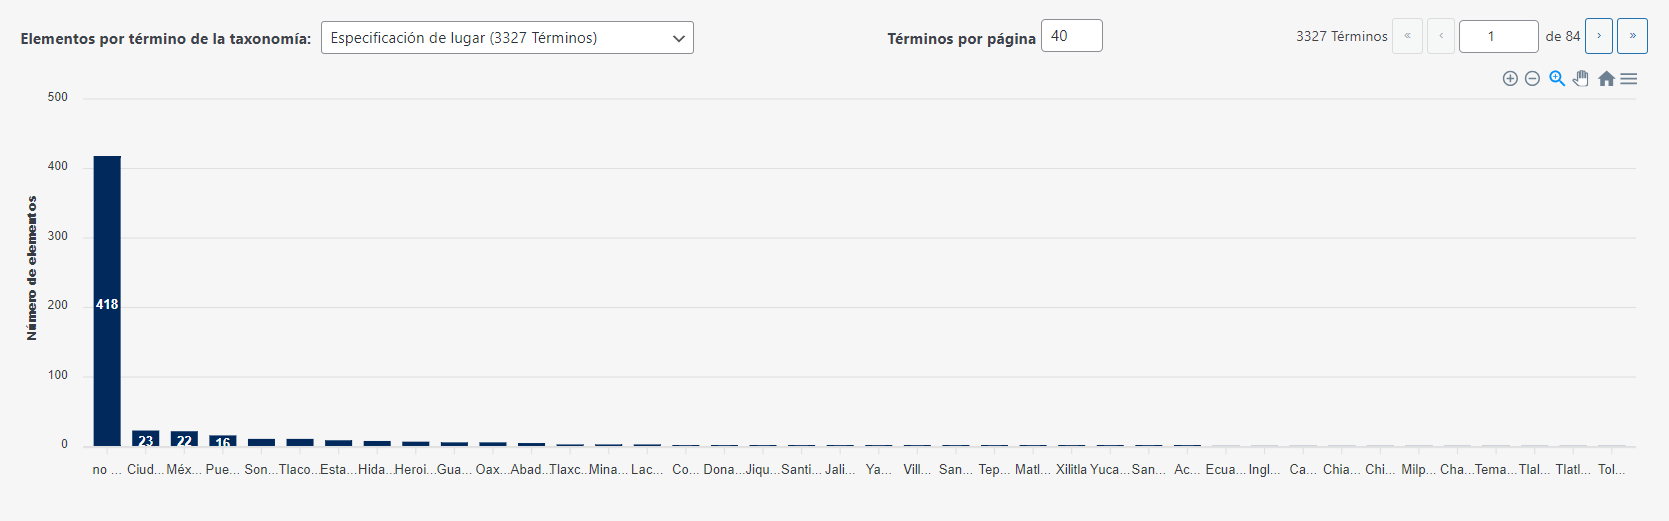 Elementos por término de la taxonomía: Especificación de lugar (3327 Términos) Términos por página 40 3327 Términos « ‹ 1 de 84 › »
500
400
300
200
100
0
Número de elementos
418 23 22 16
no ... Ciud... Méx... Pue... Son... Tlaco... Esta... Hida... Heroi... Gua... Oax... Abad... Tlaxc... Mina... Lac... Co... Dona... Jiqu... Santi... Jali... Ya... Vill... San... Tep... Matl... Xilitla Yuca... San... Ac... Ecua... Ingl... Ca... Chia... Chi... Milp... Cha... Tema... Tlal... Tlatl... Tol...